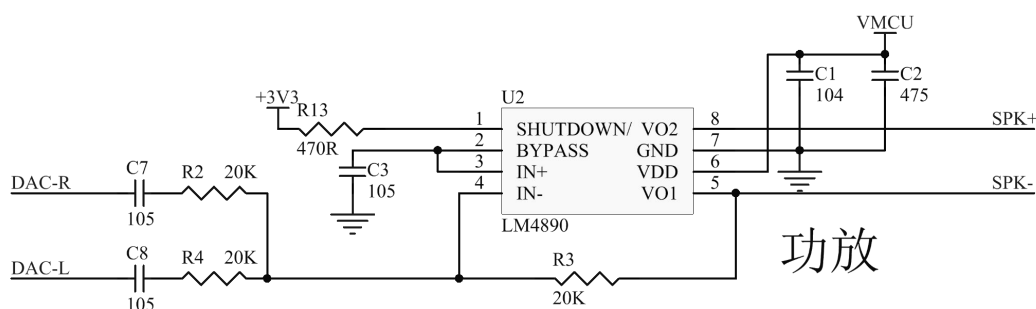 VMCU
C1
104
C2
475
+3V3
R13
470R
U2
1 SHUTDOWN/ VO2 8 SPK+
2 BYPASS GND 7
3 IN+ VDD 6
4 IN- VO1 5 SPK-
LM4890
C3
105
DAC-R
C7
105
R2 20K
DAC-L
C8
105
R4 20K
R3
20K
功放